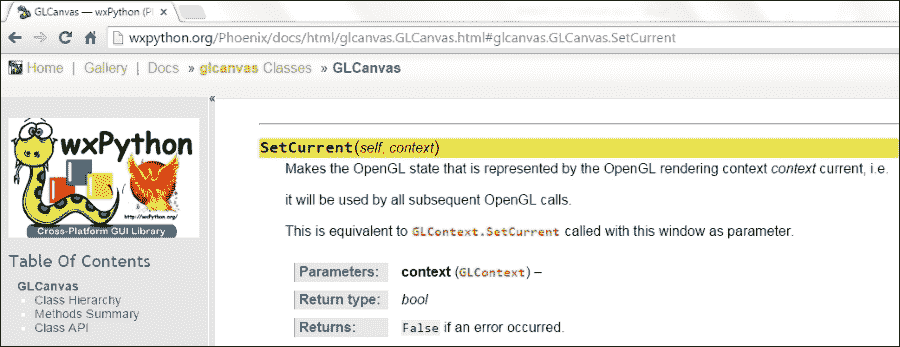 GLCanvas — wxPython (P
wxpython.org/Phoenix/docs/html/glcanvas.GLCanvas.html#glcanvas.GLCanvas.SetCurrent
Home | Gallery | Docs » glcanvas Classes » GLCanvas
«
wxPython
http://wxPython.org/
Cross-Platform GUI Library
Table Of Contents
GLCanvas
Class Hierarchy
Methods Summary
Class API
SetCurrent(self, context)
Makes the OpenGL state that is represented by the OpenGL rendering context context current, i.e.
it will be used by all subsequent OpenGL calls.
This is equivalent to GLContext.SetCurrent called with this window as parameter.
Parameters: context (GLContext) –
Return type: bool
Returns: False if an error occurred.